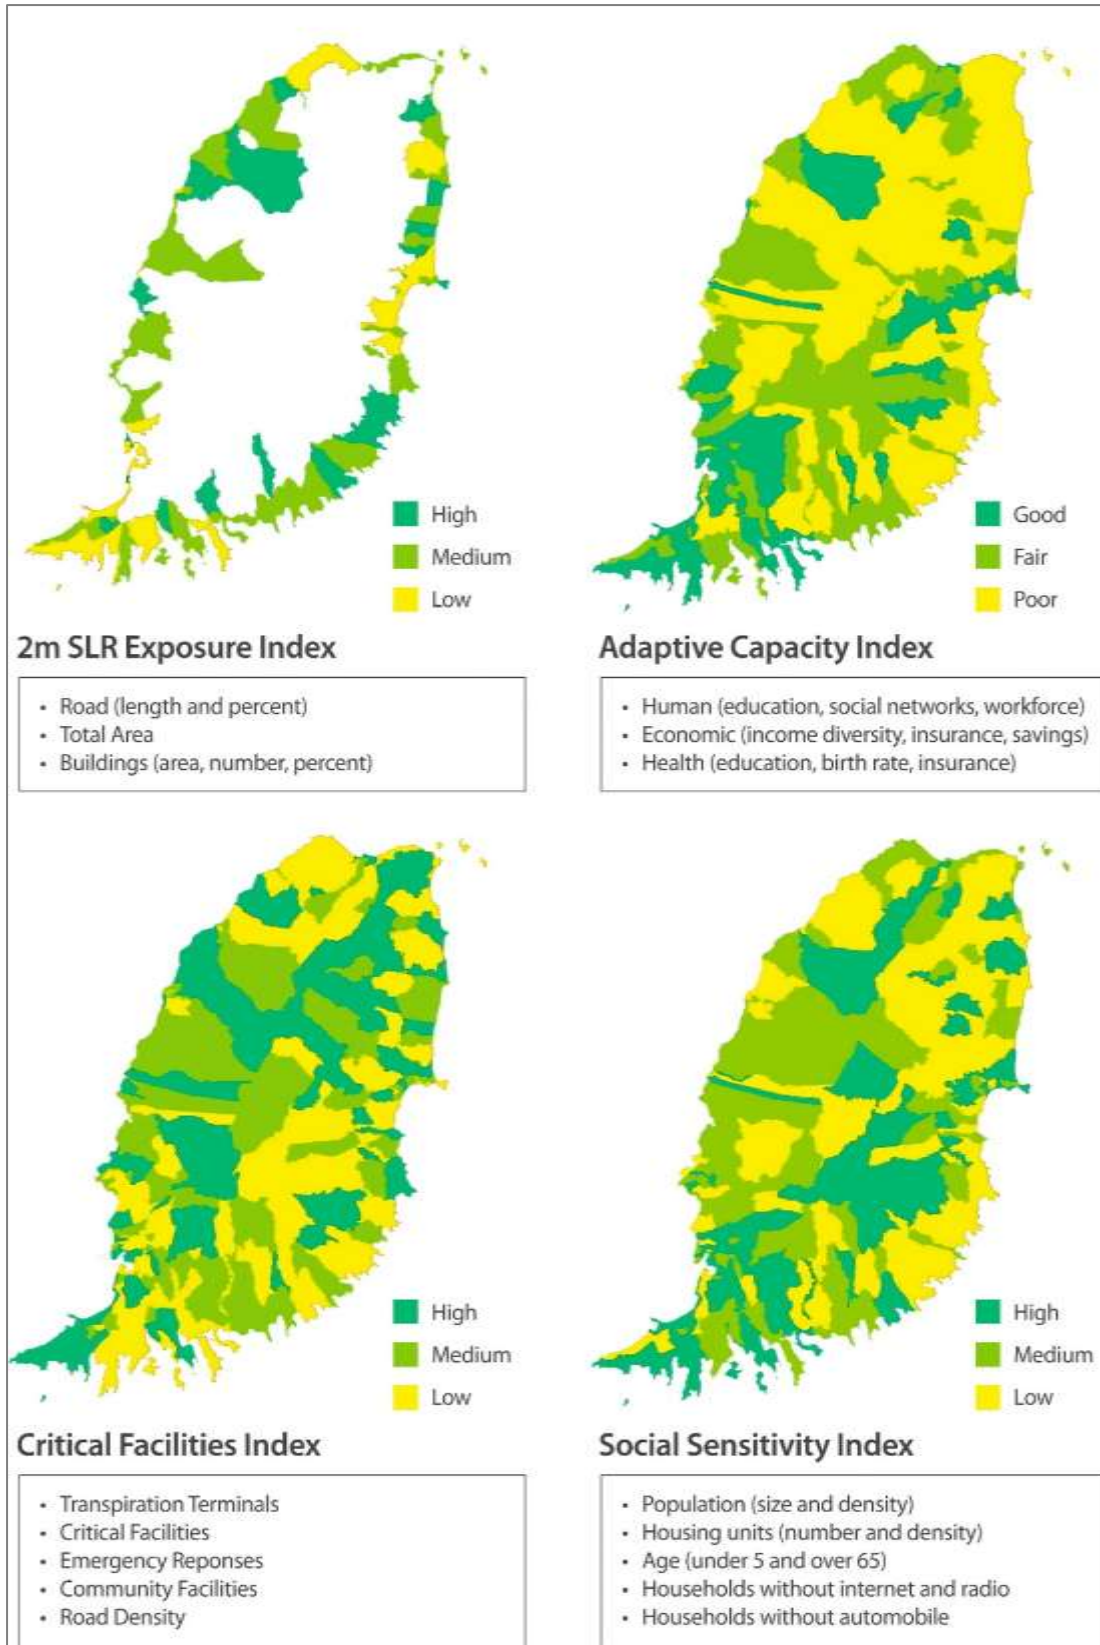 High
Medium
Low
2m SLR Exposure Index
• Road (length and percent)
• Total Area
• Buildings (area, number, percent)
Good
Fair
Poor
Adaptive Capacity Index
• Human (education, social networks, workforce)
• Economic (income diversity, insurance, savings)
• Health (education, birth rate, insurance)
High
Medium
Low
Critical Facilities Index
• Transpiration Terminals
• Critical Facilities
• Emergency Reponses
• Community Facilities
• Road Density
High
Medium
Low
Social Sensitivity Index
• Population (size and density)
• Housing units (number and density)
• Age (under 5 and over 65)
• Households without internet and radio
• Households without automobile